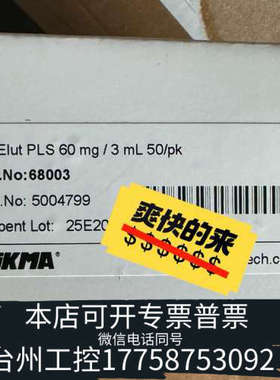 Elut PLS 60 mg / 3 mL 50/pk
.No:68003
.No.: 5004799
bent Lot: 25E20
爽快的来
$ $ $ $ $ $
IKMA
tech.c
本店可开专票普票
微信电话同号
台州工控17758753092